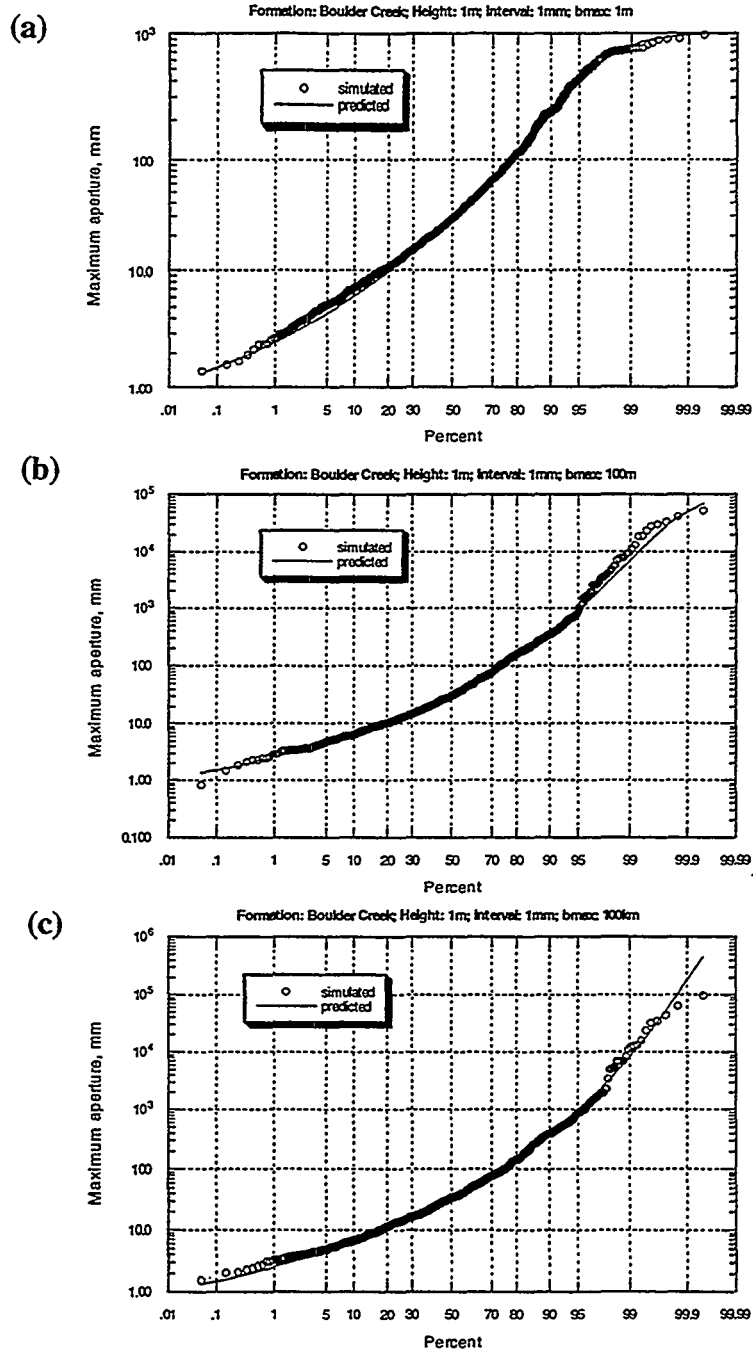 (a)
Formation: Boulder Creek; Height: 1m; Interval: 1mm; bmax: 1m
simulated
predicted
Maximum aperture, mm
10³
100
10.0
1.00
.01 .1 1 5 10 20 30 50 70 80 90 95 99 99.9 99.99
Percent
(b)
Formation: Boulder Creek; Height: 1m; Interval: 1mm; bmax: 100m
simulated
predicted
Maximum aperture, mm
10⁵
10⁴
10³
100
10.0
1.00
0.100
.01 .1 1 5 10 20 30 50 70 80 90 95 99 99.9 99.99
Percent
(c)
Formation: Boulder Creek; Height: 1m; Interval: 1mm; bmax: 100km
simulated
predicted
Maximum aperture, mm
10⁶
10⁵
10⁴
10³
100
10.0
1.00
.01 .1 1 5 10 20 30 50 70 80 90 95 99 99.9 99.99
Percent